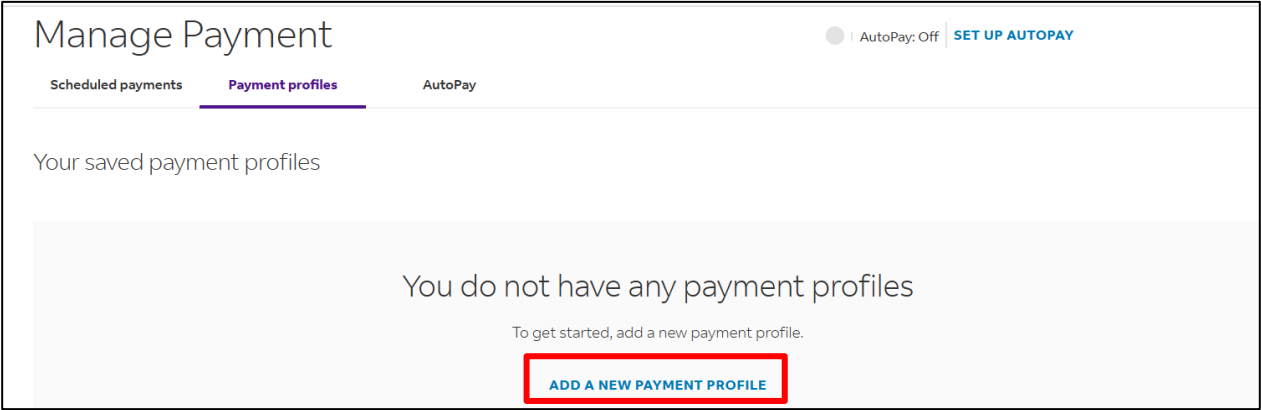 Manage Payment
AutoPay: Off SET UP AUTOPAY
Scheduled payments Payment profiles AutoPay
Your saved payment profiles
You do not have any payment profiles
To get started, add a new payment profile.
ADD A NEW PAYMENT PROFILE